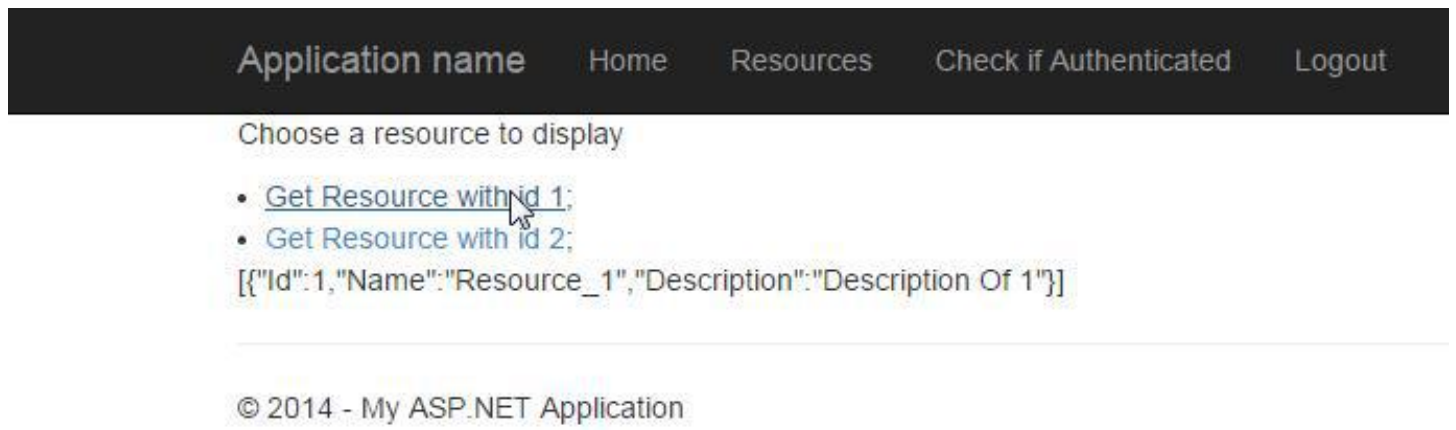 Application name Home Resources Check if Authenticated Logout
Choose a resource to display
• Get Resource with id 1;
• Get Resource with id 2;
[{"Id":1,"Name":"Resource_1","Description":"Description Of 1"}]
© 2014 - My ASP.NET Application